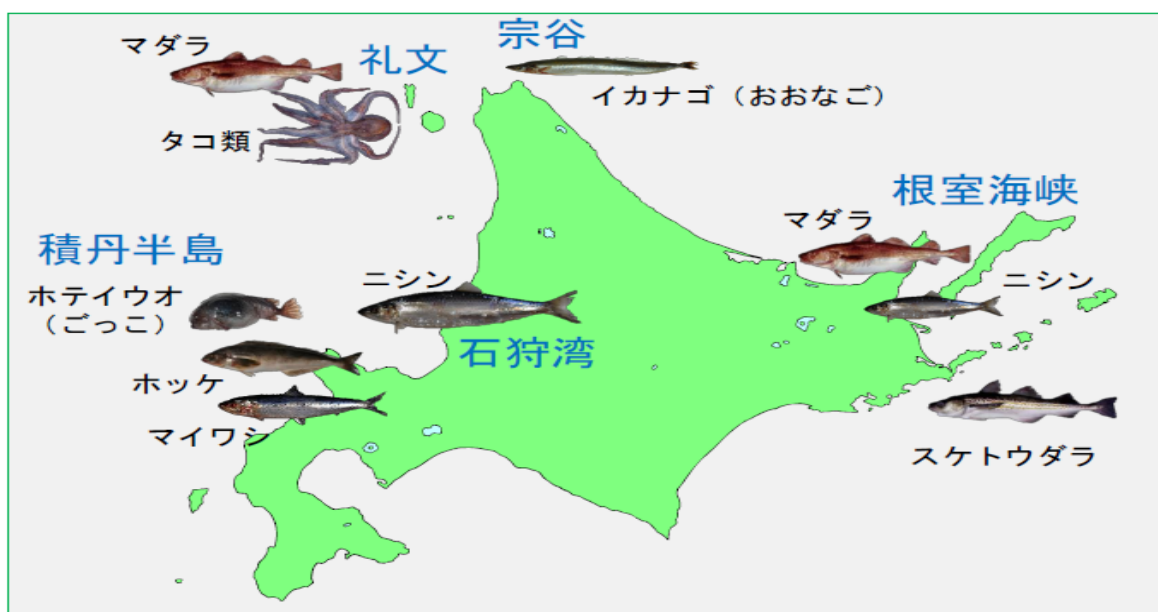 マダラ
礼文
タコ類
宗谷
イカナゴ（おおなご）
根室海峡
マダラ
ニシン
スケトウダラ
積丹半島
ホテイウオ
（ごっこ）
ホッケ
マイワシ
ニシン
石狩湾